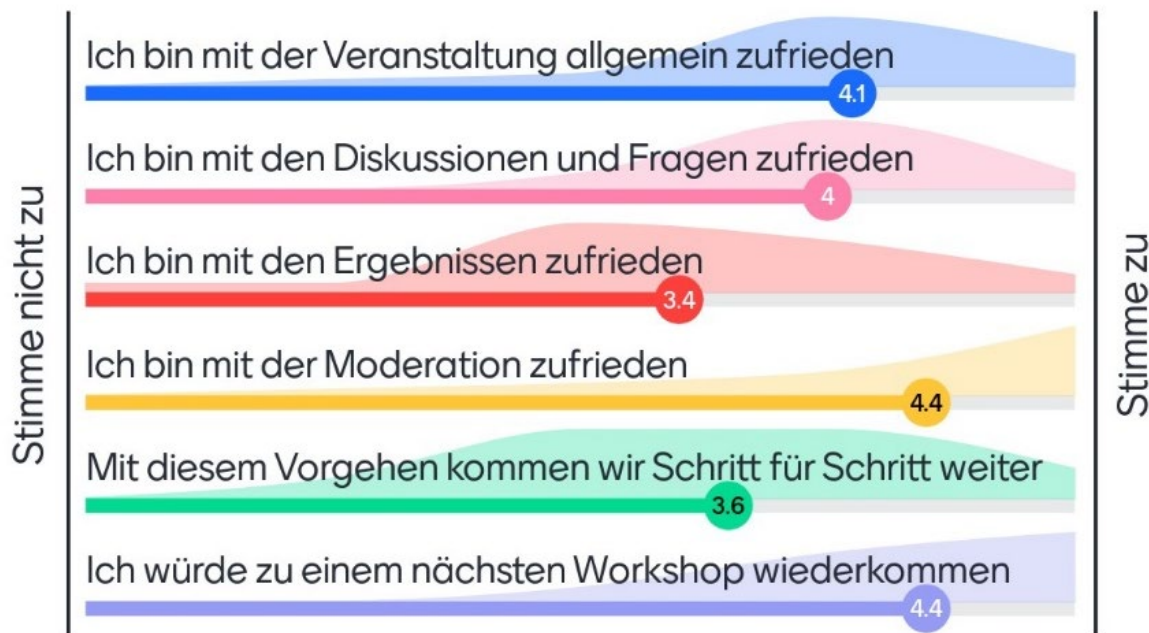 Ich bin mit der Veranstaltung allgemein zufrieden
4.1
Ich bin mit den Diskussionen und Fragen zufrieden
4
Ich bin mit den Ergebnissen zufrieden
3.4
Ich bin mit der Moderation zufrieden
4.4
Mit diesem Vorgehen kommen wir Schritt für Schritt weiter
3.6
Ich würde zu einem nächsten Workshop wiederkommen
4.4
Stimme nicht zu
Stimme zu